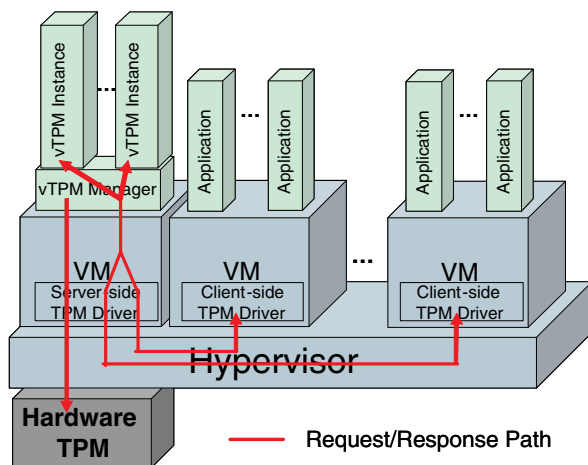 vTPM Instance
...
vTPM Instance
vTPM Manager
Application
...
Application
Application
...
Application
VM
Server-side
TPM Driver
VM
Client-side
TPM Driver
...
VM
Client-side
TPM Driver
Hypervisor
Hardware
TPM
Request/Response Path